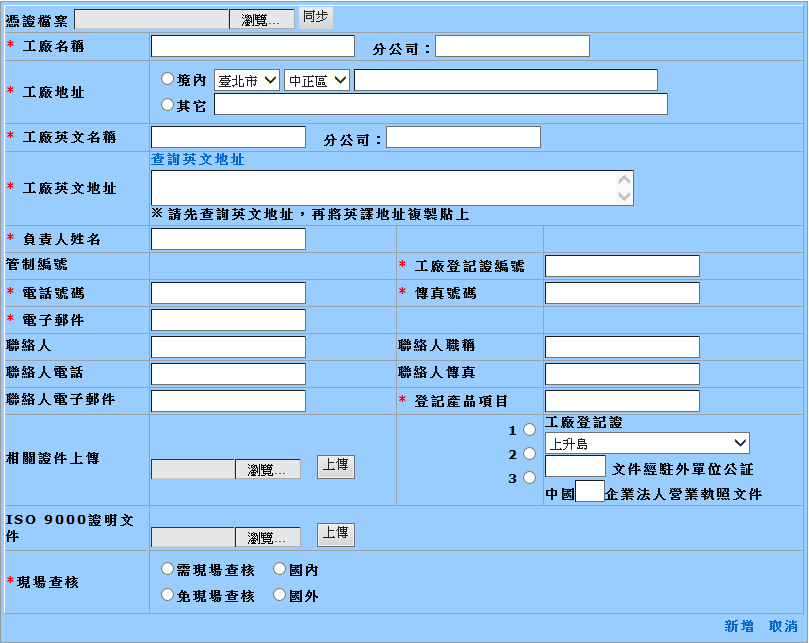 憑證檔案 瀏覽... 同步
* 工廠名稱 分公司：
* 工廠地址 境內 臺北市 中正區
其它
* 工廠英文名稱 分公司：
查詢英文地址
* 工廠英文地址
※請先查詢英文地址，再將英譯地址複製貼上
* 負責人姓名
管制編號 * 工廠登記證編號
* 電話號碼 * 傳真號碼
* 電子郵件
聯絡人 聯絡人職稱
聯絡人電話 聯絡人傳真
聯絡人電子郵件 * 登記產品項目
相關證件上傳 瀏覽... 上傳
1 工廠登記證
2 上升島
文件經駐外單位公証
3 中國 企業法人營業執照文件
ISO 9000證明文
件 瀏覽... 上傳
*現場查核 需現場查核 國內
免現場查核 國外
新增 取消